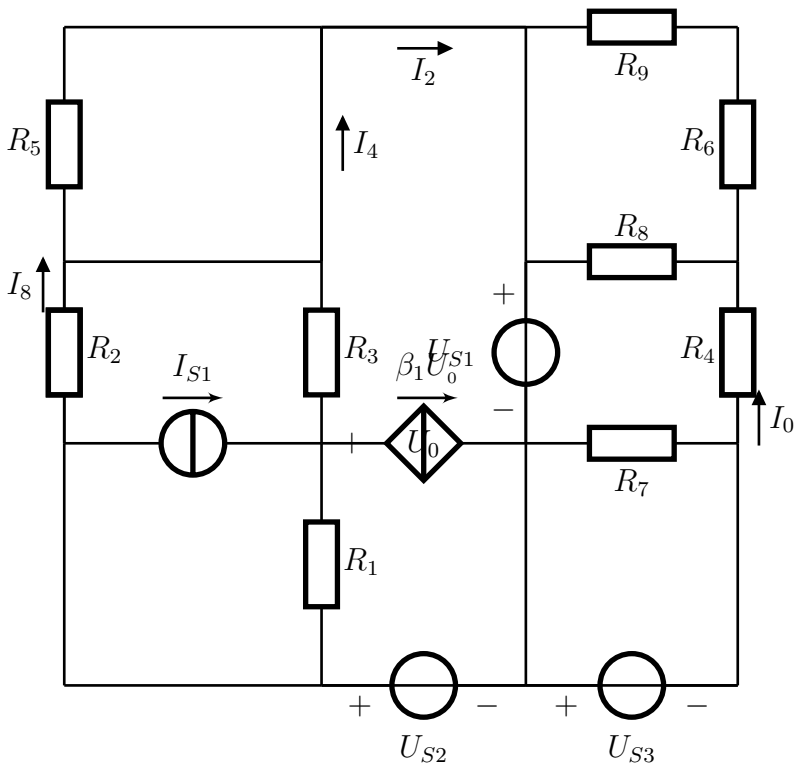 I2
R9
R5
I4
R6
R8
I8
+
R2
R3
US1
R4
IS1
β1U0
−
I0
+
U0
R7
R1
+
−
+
−
US2
US3